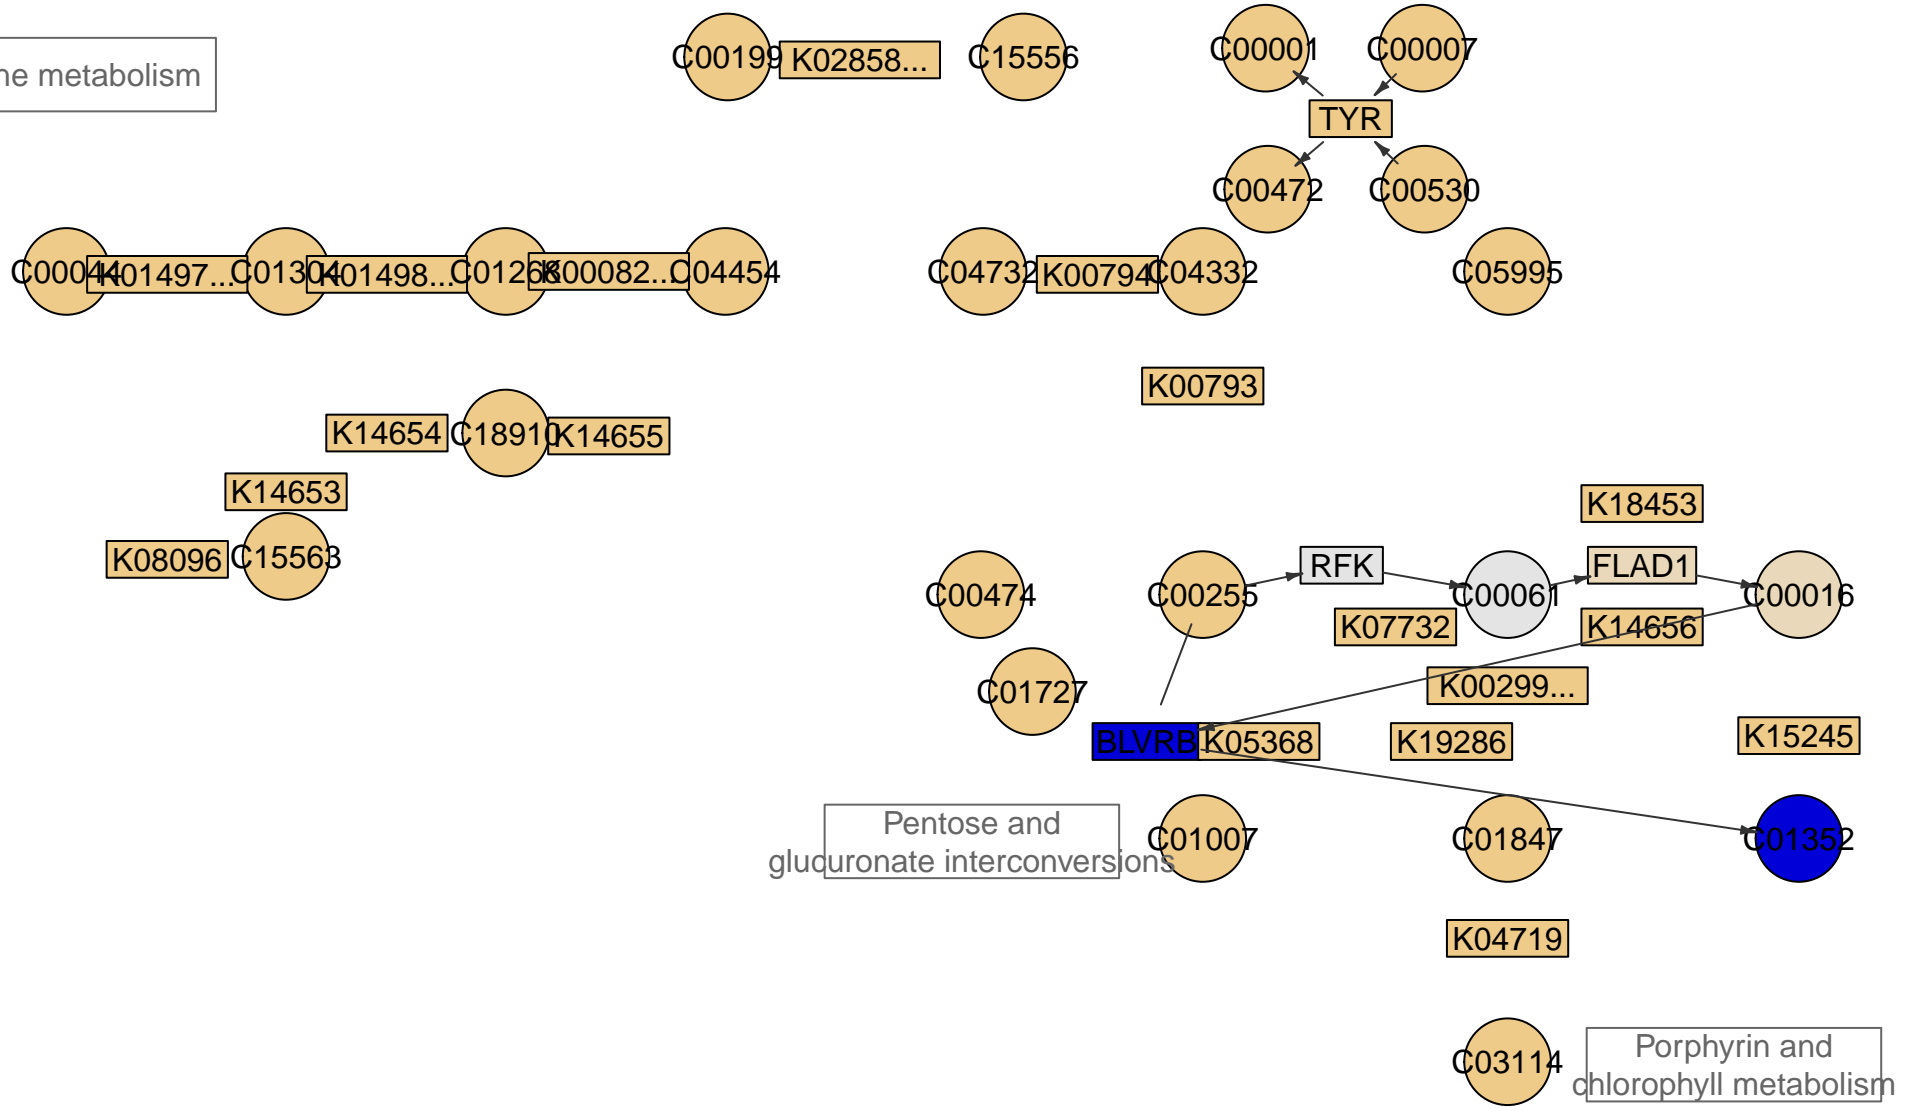 C00199
K02858...
C15556
C00001
C00007
ne metabolism
TYR
C00472
C00530
C00044
K01497...
C01304
K01498...
C01268
K00082...
C04454
C04732
K00794
C04332
C05995
K00793
K14654
C18910
K14655
K14653
K18453
K08096
C15563
RFK
FLAD1
C00474
C00255
C00061
C00016
K07732
K14656
C01727
K00299...
BLVRB
K05368
K19286
K15245
Pentose and
glucuronate interconversions
C01007
C01847
C01352
K04719
C03114
Porphyrin and
chlorophyll metabolism